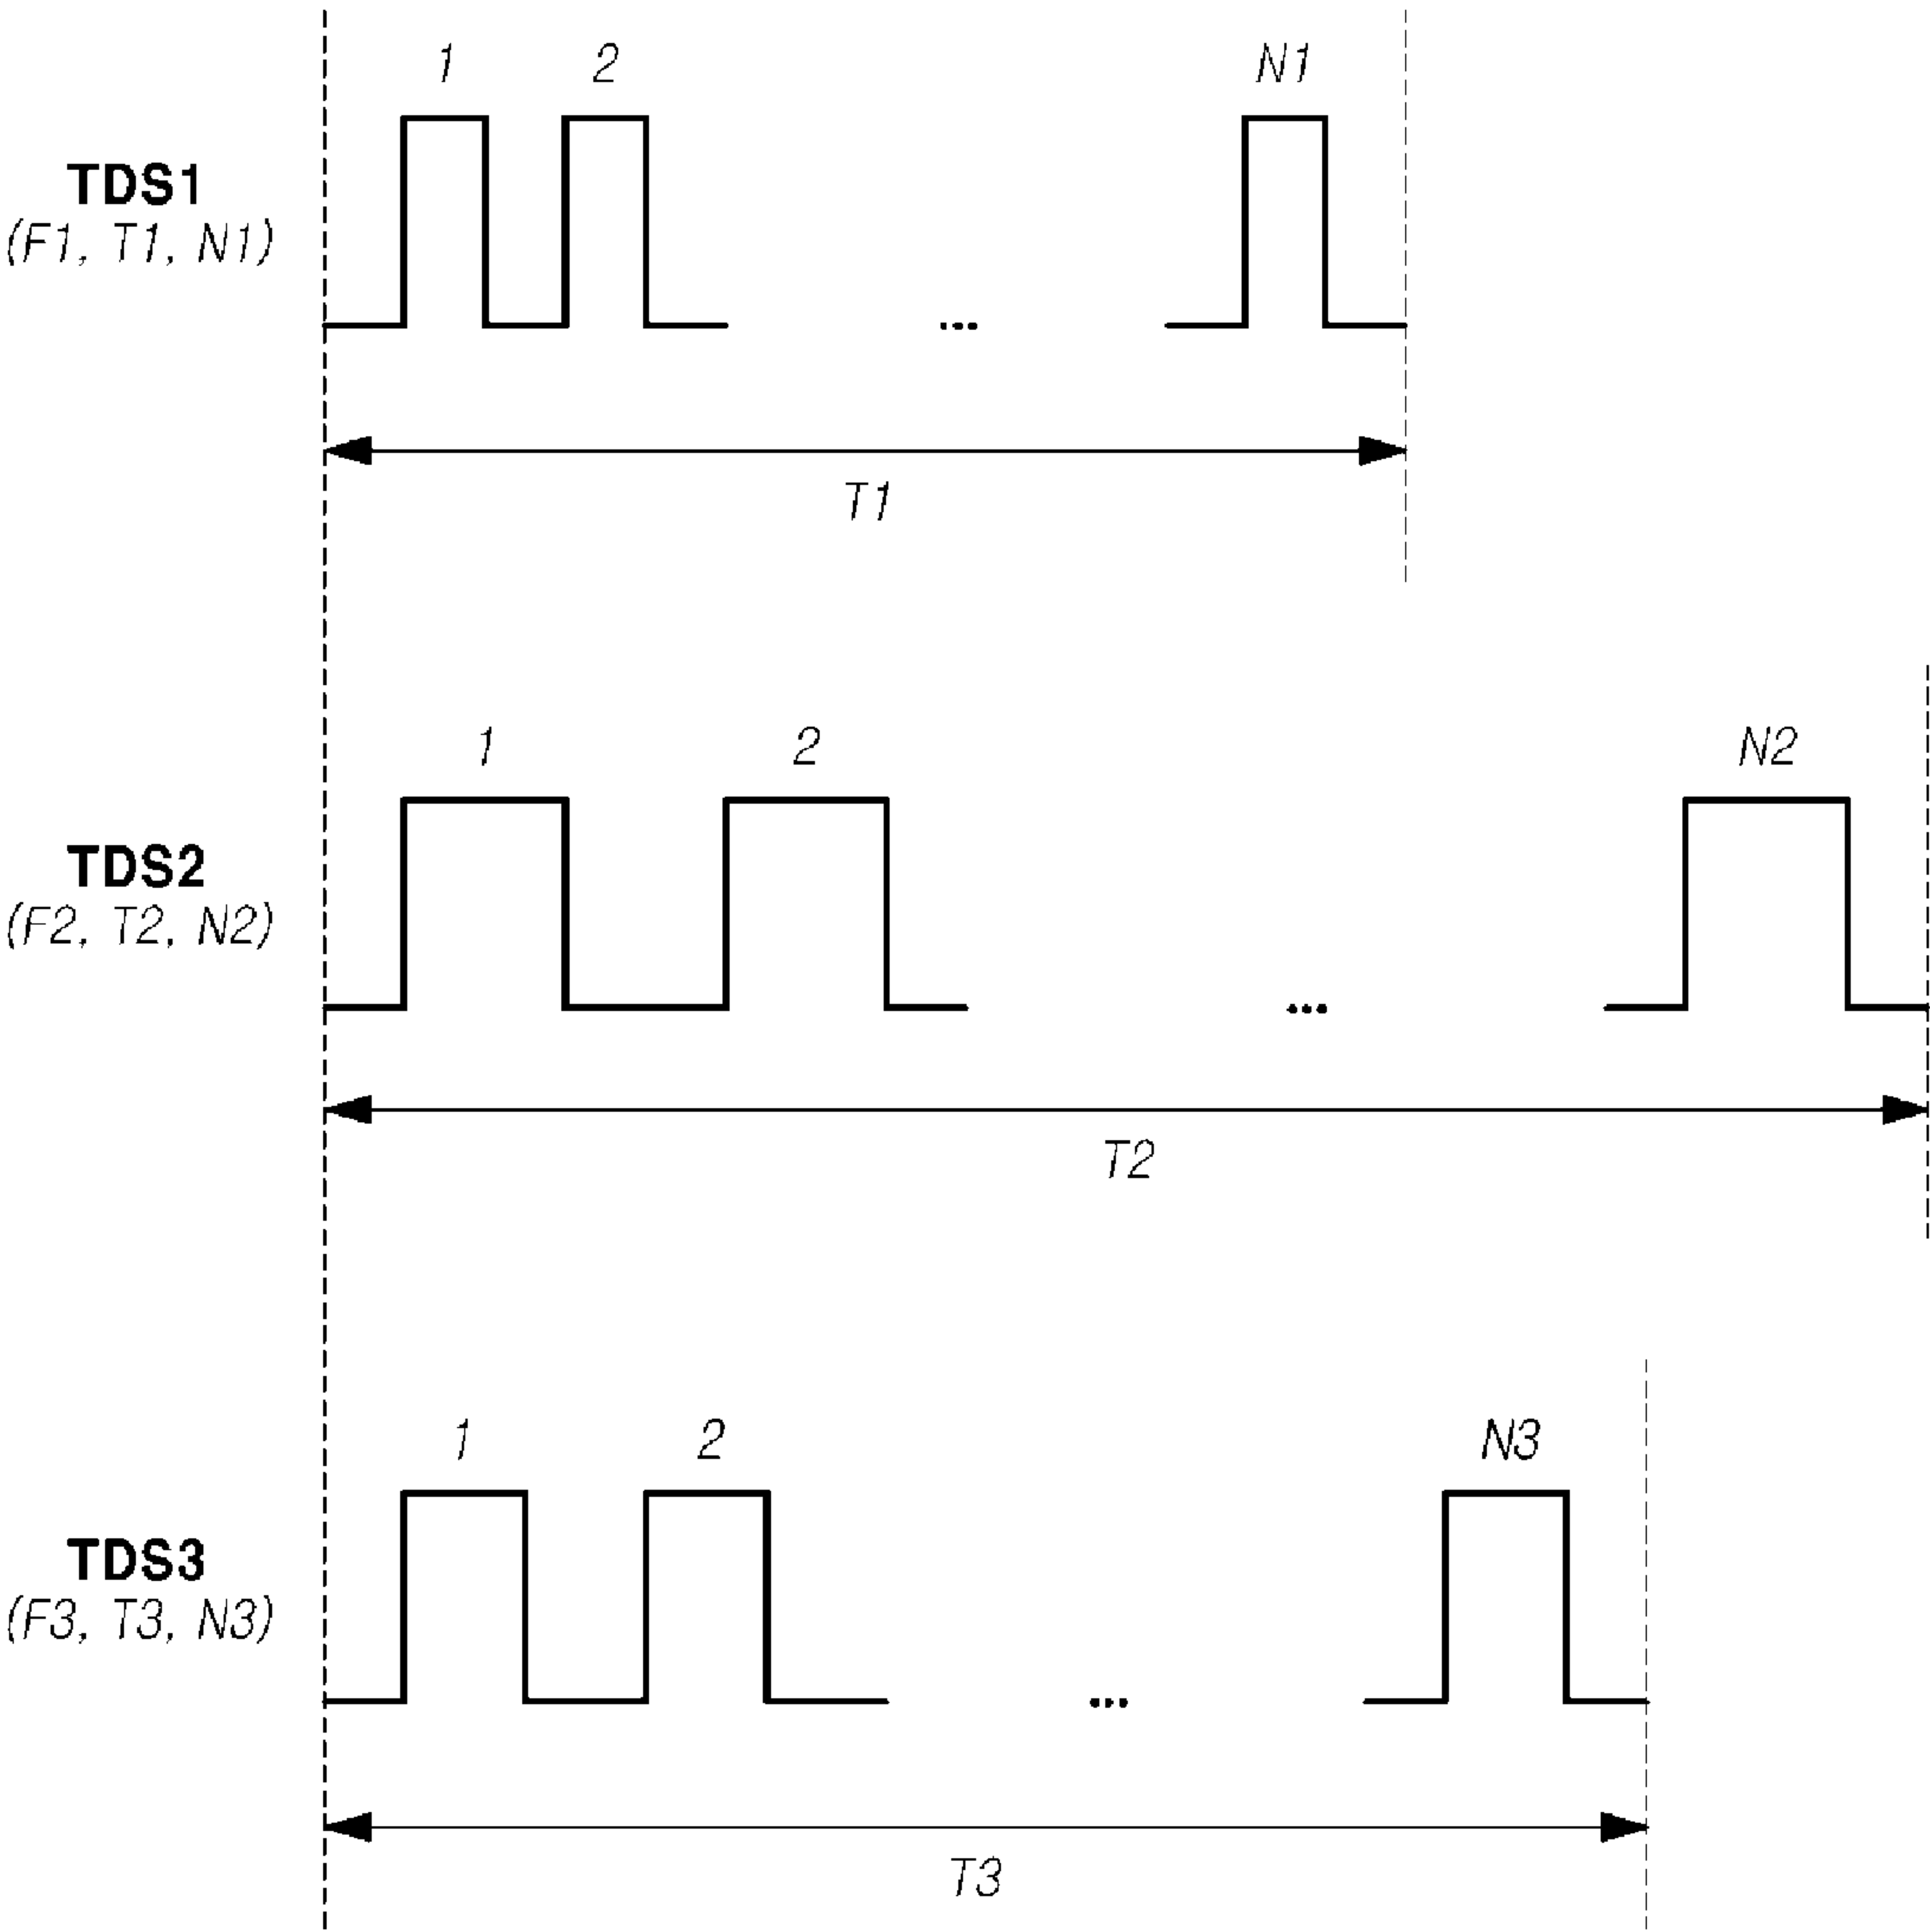 1 2 N1
TDS1
(F1, T1, N1)
...
T1
1 2 N2
TDS2
(F2, T2, N2)
...
T2
1 2 N3
TDS3
(F3, T3, N3)
...
T3